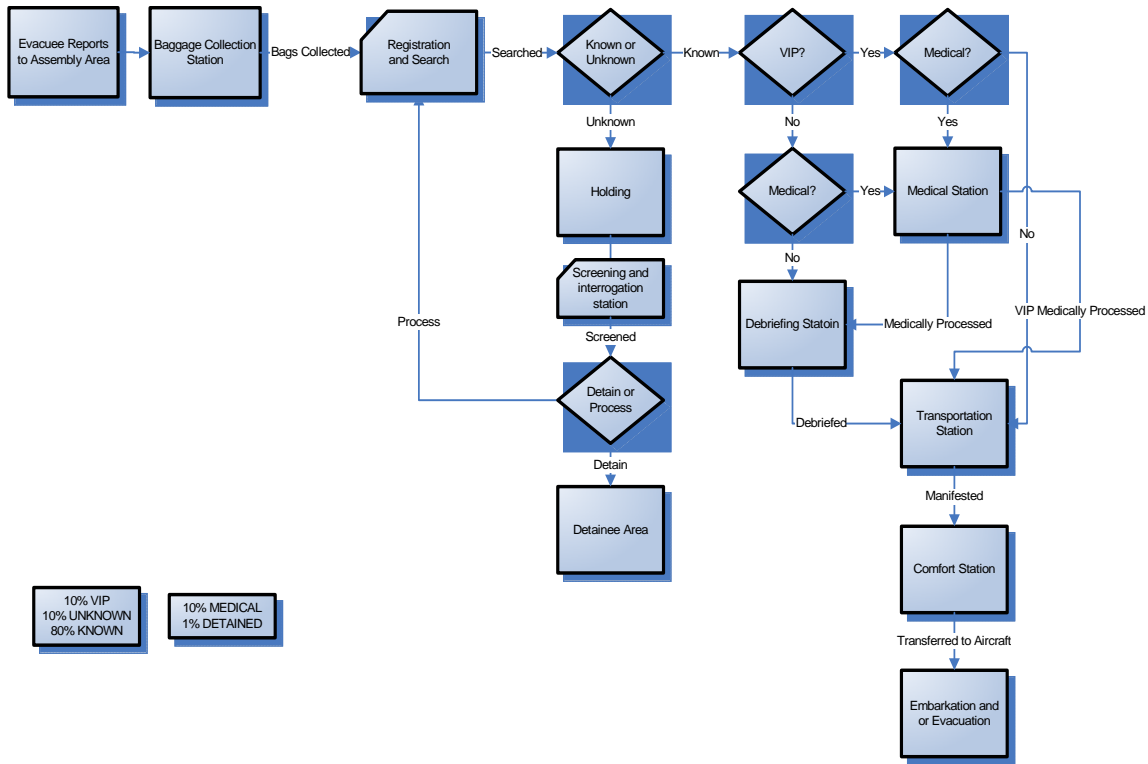 Evacuee Reports
to Assembly Area
Baggage Collection
Station
Bags Collected
Registration
and Search
Searched
Known or
Unknown
Known
VIP?
Yes
Medical?
Unknown
No
Yes
Holding
Medical?
Yes
Medical Station
No
No
Screening and
interrogation
station
Process
Screened
Debriefing Statoin
Medically Processed
VIP Medically Processed
Detain or
Process
Debriefed
Transportation
Station
Detain
Manifested
Detainee Area
Comfort Station
10% VIP
10% UNKNOWN
80% KNOWN
10% MEDICAL
1% DETAINED
Transferred to Aircraft
Embarkation and
or Evacuation